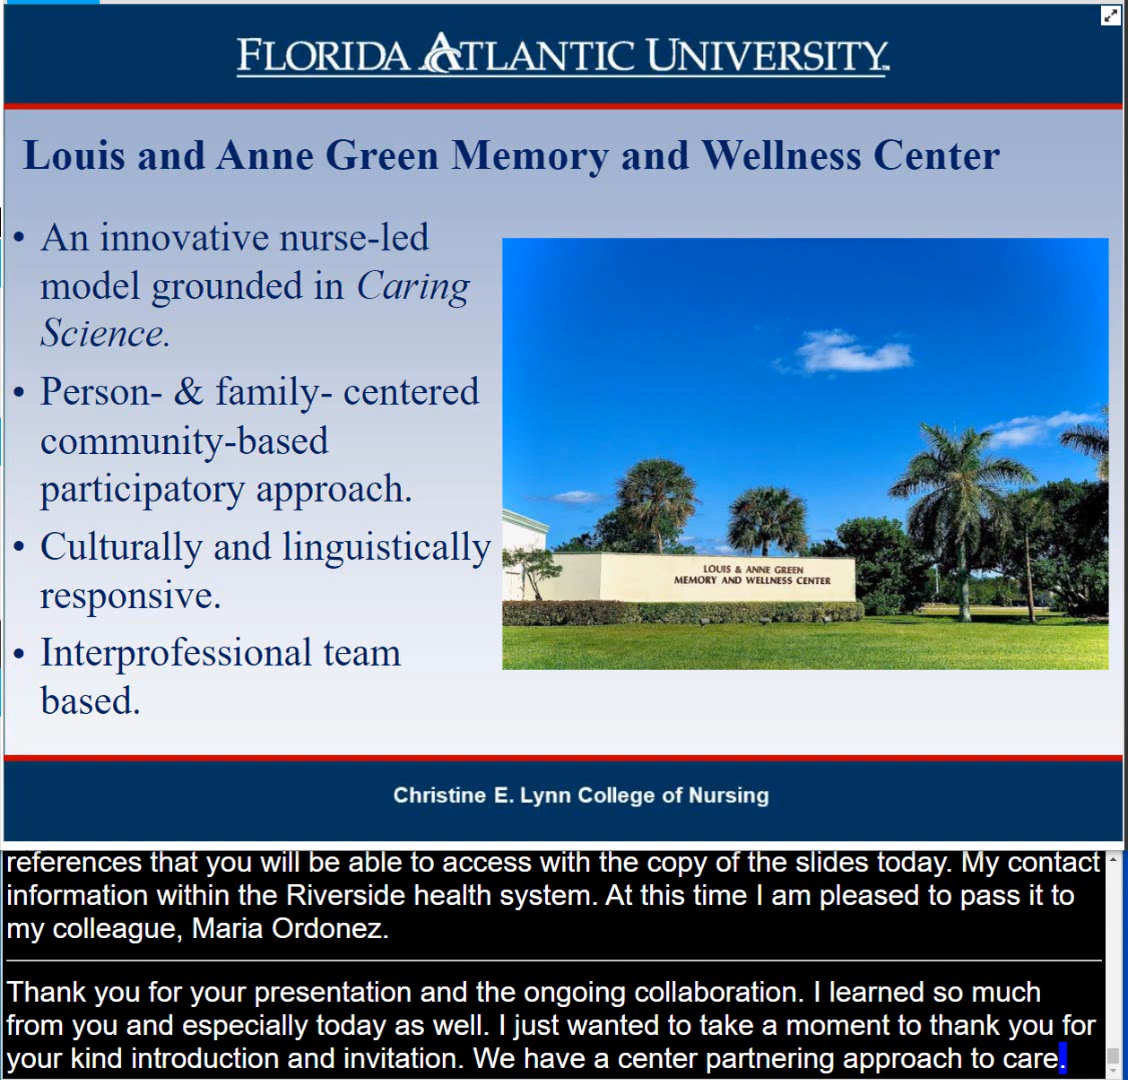 FLORIDA ATLANTIC UNIVERSITY™
Louis and Anne Green Memory and Wellness Center
• An innovative nurse-led
model grounded in Caring
Science.
• Person- & family- centered
community-based
participatory approach.
• Culturally and linguistically
responsive.
• Interprofessional team
based.
LOUIS & ANNE GREEN
MEMORY AND WELLNESS CENTER
Christine E. Lynn College of Nursing
references that you will be able to access with the copy of the slides today. My contact
information within the Riverside health system. At this time I am pleased to pass it to
my colleague, Maria Ordonez.
Thank you for your presentation and the ongoing collaboration. I learned so much
from you and especially today as well. I just wanted to take a moment to thank you for
your kind introduction and invitation. We have a center partnering approach to care.